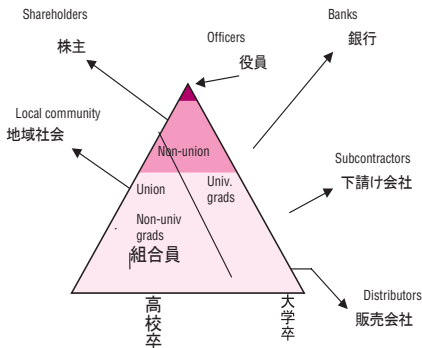 Shareholders
株主
Officers
役員
Banks
銀行
Local community
地域社会
Non-union
Subcontractors
下請け会社
Union
Univ.
grads
Non-univ
grads
組合員
Distributors
販売会社
高校卒
大学卒